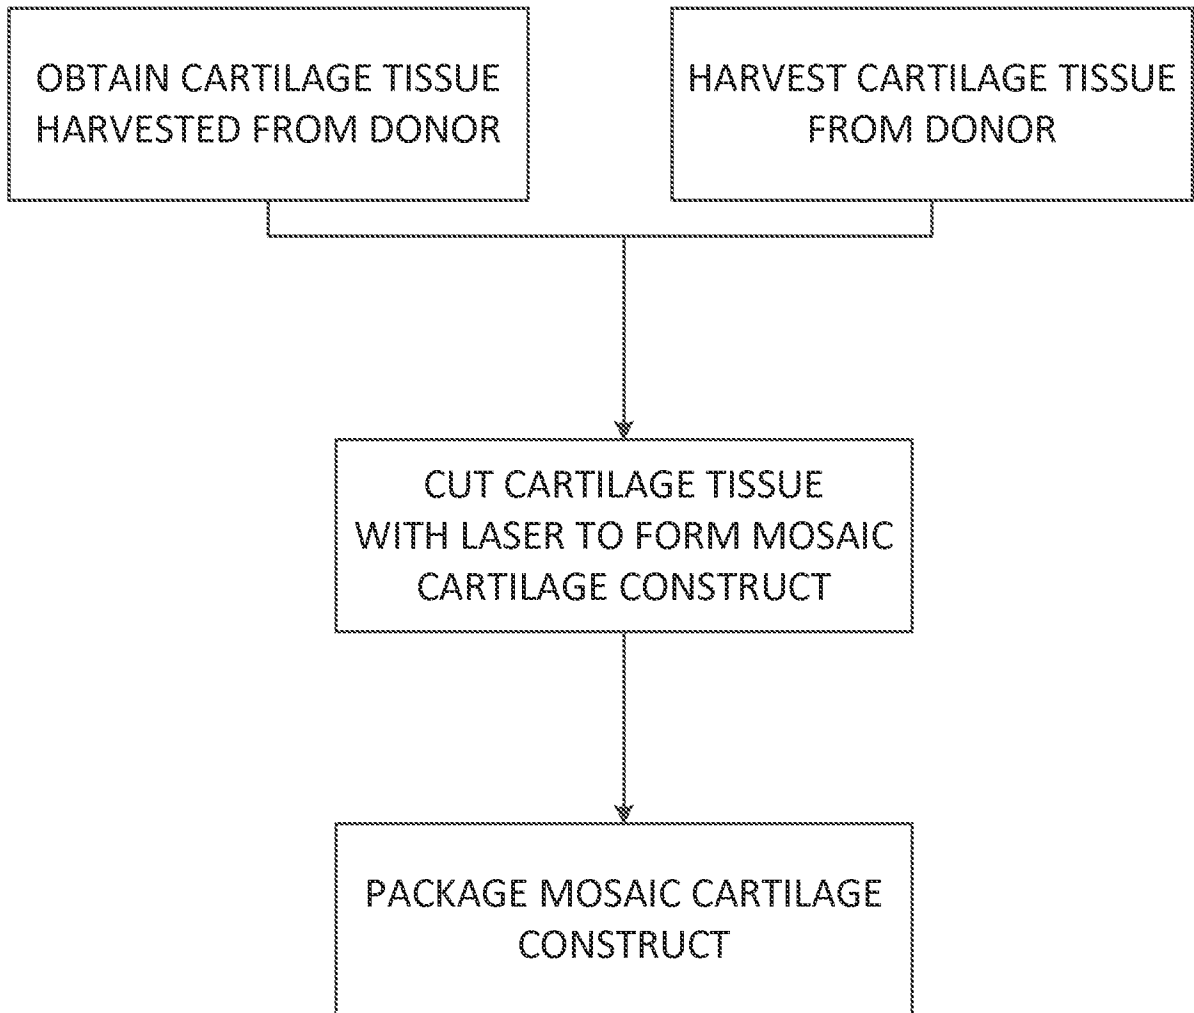 OBTAIN CARTILAGE TISSUE
HARVESTED FROM DONOR
HARVEST CARTILAGE TISSUE
FROM DONOR
CUT CARTILAGE TISSUE
WITH LASER TO FORM MOSAIC
CARTILAGE CONSTRUCT
PACKAGE MOSAIC CARTILAGE
CONSTRUCT